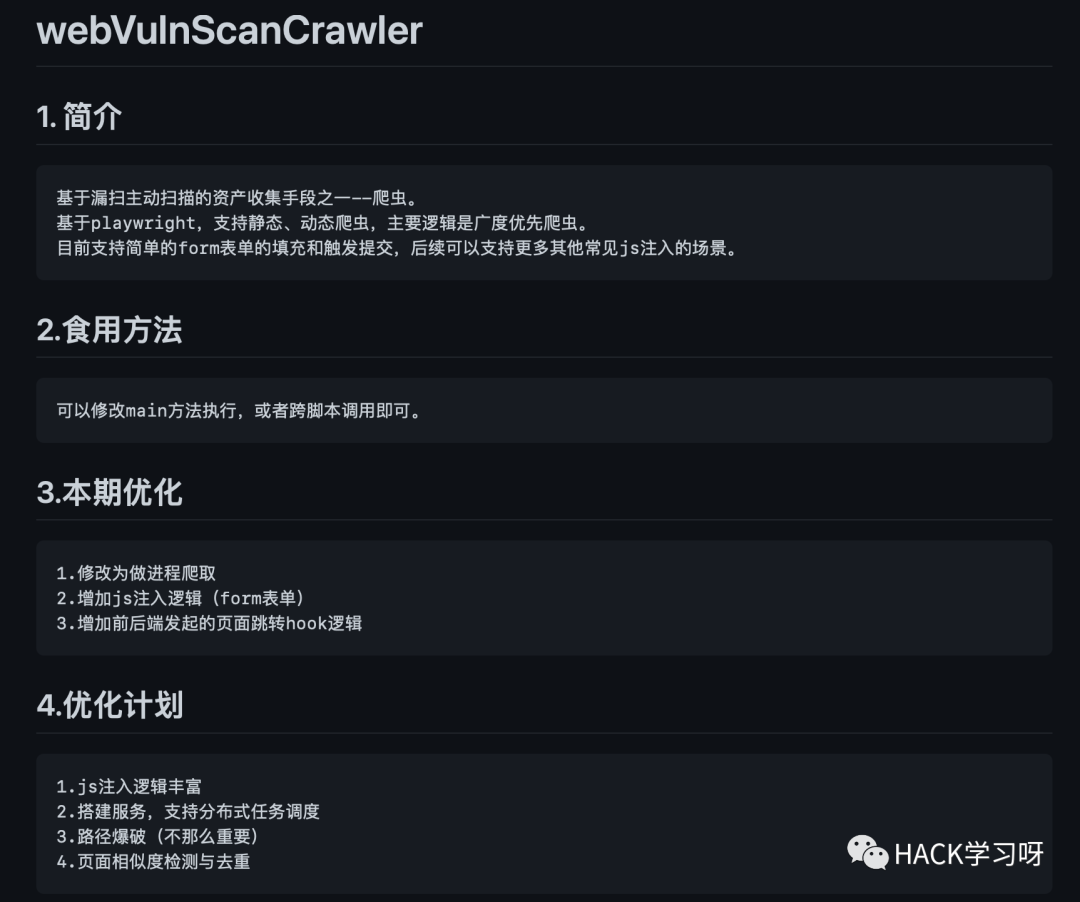 webVulnScanCrawler
1. 简介
基于漏扫主动扫描的资产收集手段之一--爬虫。
基于playwright，支持静态、动态爬虫，主要逻辑是广度优先爬虫。
目前支持简单的form表单的填充和触发提交，后续可以支持更多其他常见js注入的场景。
2.食用方法
可以修改main方法执行，或者跨脚本调用即可。
3.本期优化
1.修改为做进程爬取
2.增加js注入逻辑（form表单）
3.增加前后端发起的页面跳转hook逻辑
4.优化计划
1.js注入逻辑丰富
2.搭建服务，支持分布式任务调度
3.路径爆破（不那么重要）
4.页面相似度检测与去重
HACK学习呀